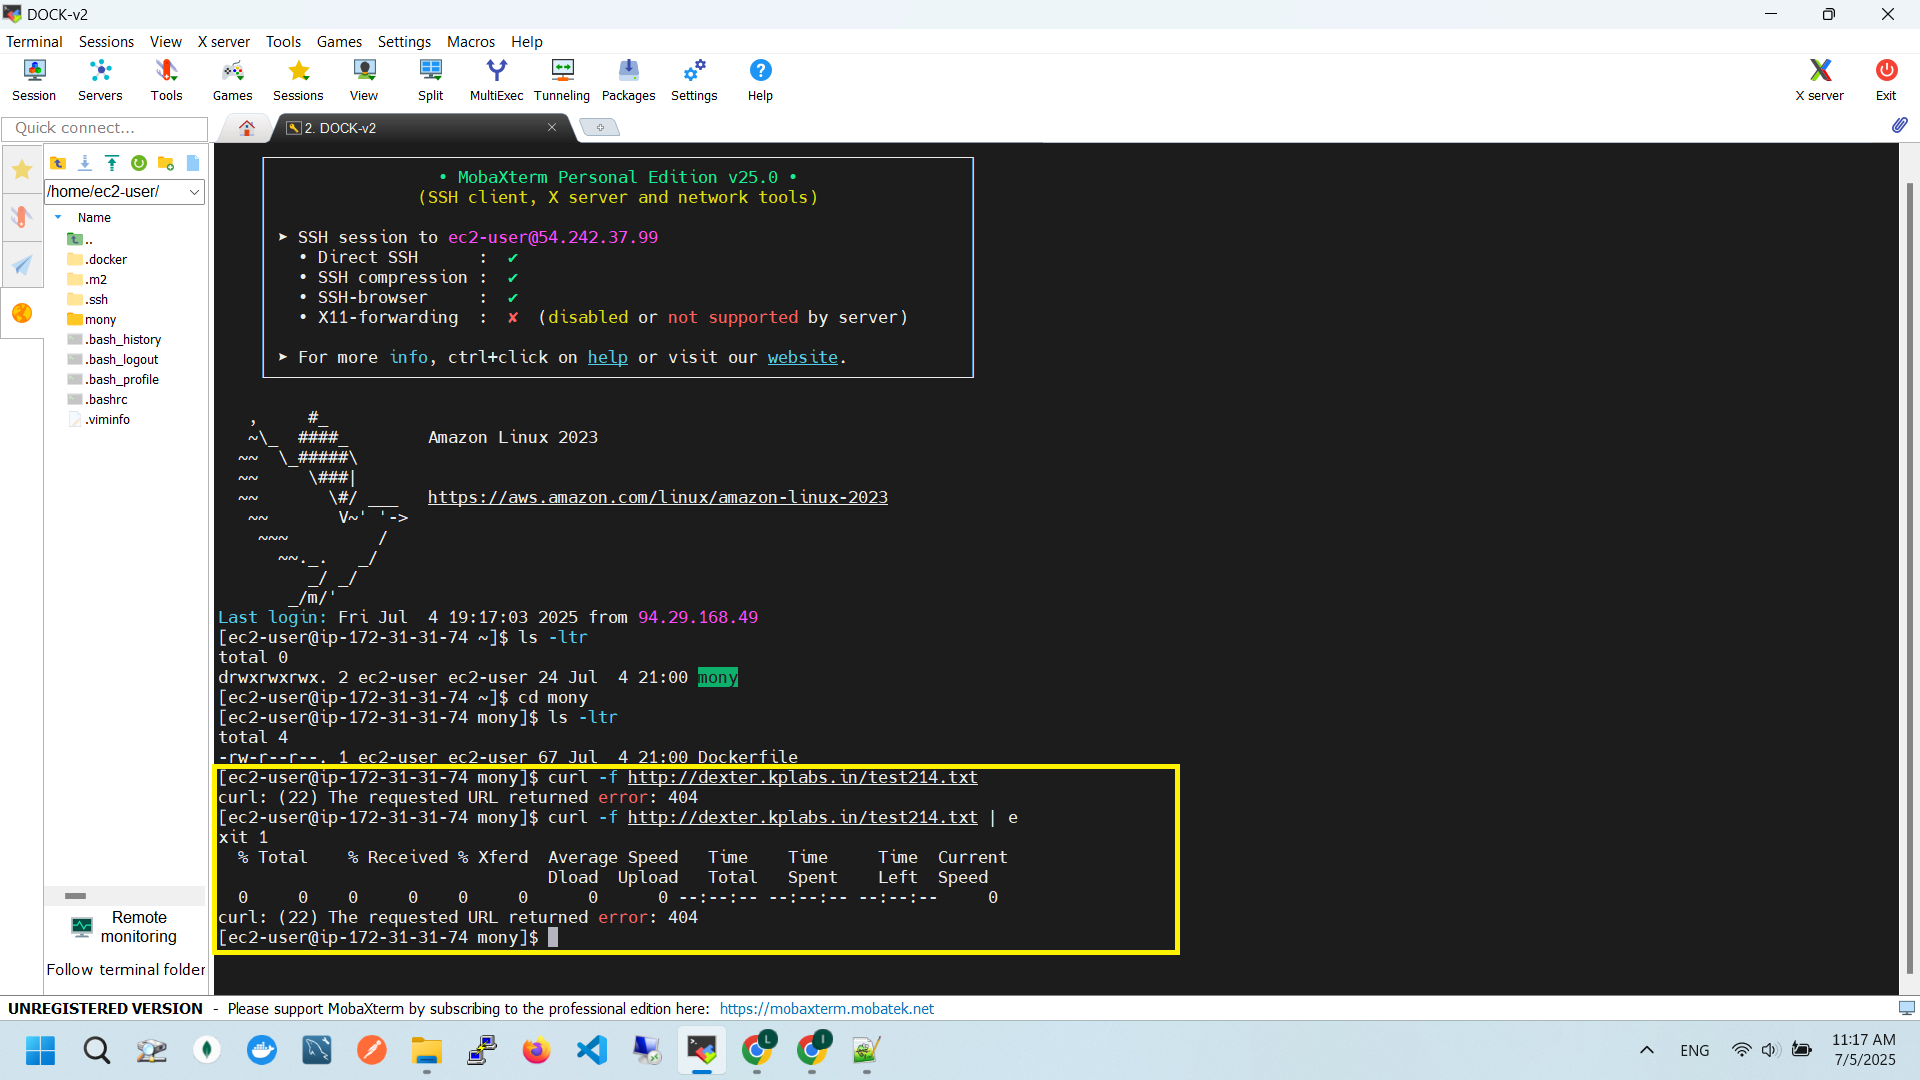 DOCK-v2
Terminal Sessions View X server Tools Games Settings Macros Help
Session Servers Tools Games Sessions View Split MultiExec Tunneling Packages Settings Help X server Exit
Quick connect...
2. DOCK-v2
/home/ec2-user/
Name
..
.docker
.m2
.ssh
mony
.bash_history
.bash_logout
.bash_profile
.bashrc
.viminfo
Remote
monitoring
Follow terminal folder
• MobaXterm Personal Edition v25.0 •
(SSH client, X server and network tools)
➤ SSH session to ec2-user@54.242.37.99
• Direct SSH : ✔
• SSH compression : ✔
• SSH-browser : ✔
• X11-forwarding : ✘ (disabled or not supported by server)
➤ For more info, ctrl+click on help or visit our website.
   ,     #_
   ~\_  ####_        Amazon Linux 2023
  ~~  \_#####\
  ~~     \###|
  ~~       \#/ ___   https://aws.amazon.com/linux/amazon-linux-2023
   ~~       V~' '->
    ~~~         /
      ~~._.   _/
         _/ _/
       _/m/'
Last login: Fri Jul  4 19:17:03 2025 from 94.29.168.49
[ec2-user@ip-172-31-31-74 ~]$ ls -ltr
total 0
drwxrwxrwx. 2 ec2-user ec2-user 24 Jul  4 21:00 mony
[ec2-user@ip-172-31-31-74 ~]$ cd mony
[ec2-user@ip-172-31-31-74 mony]$ ls -ltr
total 4
-rw-r--r--. 1 ec2-user ec2-user 67 Jul  4 21:00 Dockerfile
[ec2-user@ip-172-31-31-74 mony]$ curl -f http://dexter.kplabs.in/test214.txt
curl: (22) The requested URL returned error: 404
[ec2-user@ip-172-31-31-74 mony]$ curl -f http://dexter.kplabs.in/test214.txt | e
xit 1
  % Total    % Received % Xferd  Average Speed   Time    Time     Time  Current
                                 Dload  Upload   Total   Spent    Left  Speed
  0     0    0     0    0     0      0      0 --:--:-- --:--:-- --:--:--     0
curl: (22) The requested URL returned error: 404
[ec2-user@ip-172-31-31-74 mony]$
UNREGISTERED VERSION - Please support MobaXterm by subscribing to the professional edition here: https://mobaxterm.mobatek.net
L
I
ENG
11:17 AM
7/5/2025